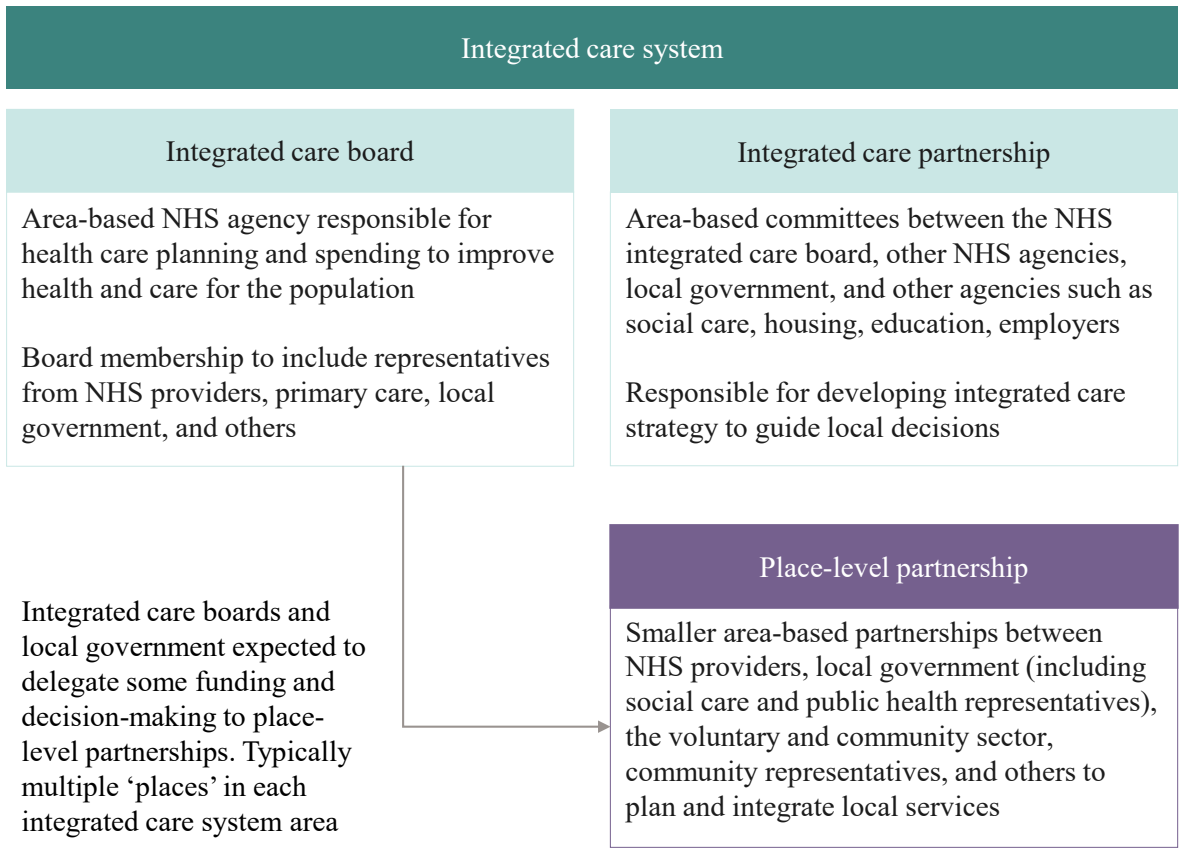 Integrated care system
Integrated care board
Area-based NHS agency responsible for
health care planning and spending to improve
health and care for the population
Board membership to include representatives
from NHS providers, primary care, local
government, and others
Integrated care partnership
Area-based committees between the NHS
integrated care board, other NHS agencies,
local government, and other agencies such as
social care, housing, education, employers
Responsible for developing integrated care
strategy to guide local decisions
Integrated care boards and
local government expected to
delegate some funding and
decision-making to place-
level partnerships. Typically
multiple ‘places’ in each
integrated care system area
Place-level partnership
Smaller area-based partnerships between
NHS providers, local government (including
social care and public health representatives),
the voluntary and community sector,
community representatives, and others to
plan and integrate local services